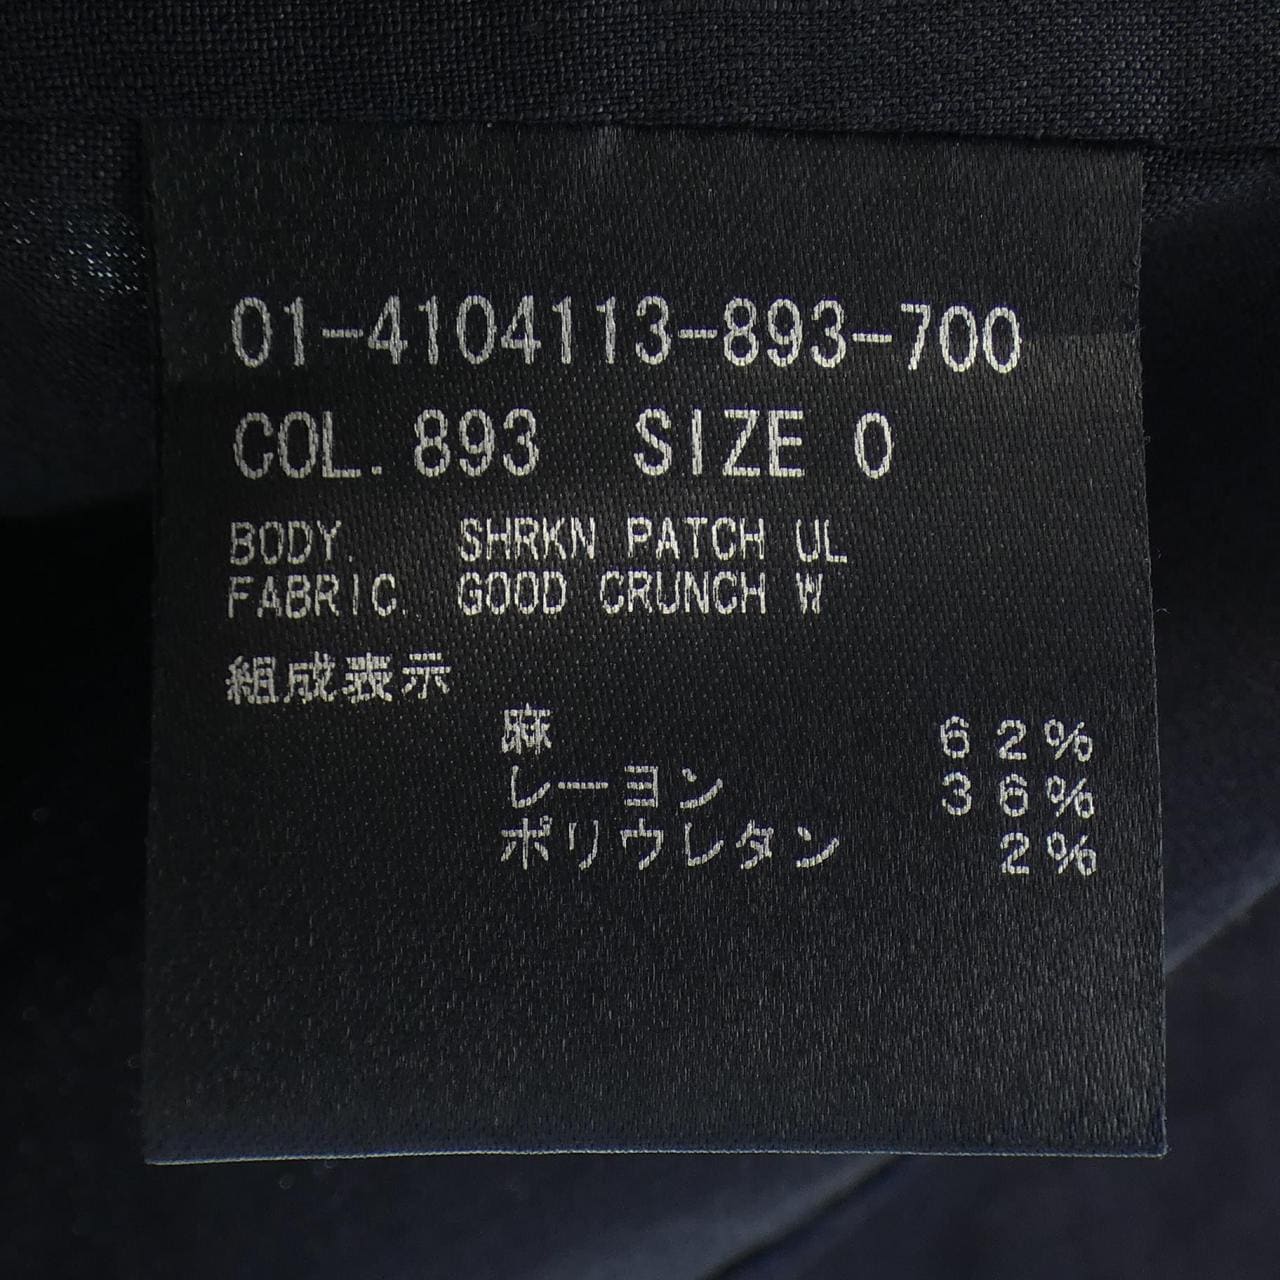 01-4104113-893-700
COL. 893 SIZE 0
BODY. SHRKN PATCH UL
FABRIC. GOOD CRUNCH W
組成表示
麻 62%
レーヨン 36%
ポリウレタン 2%